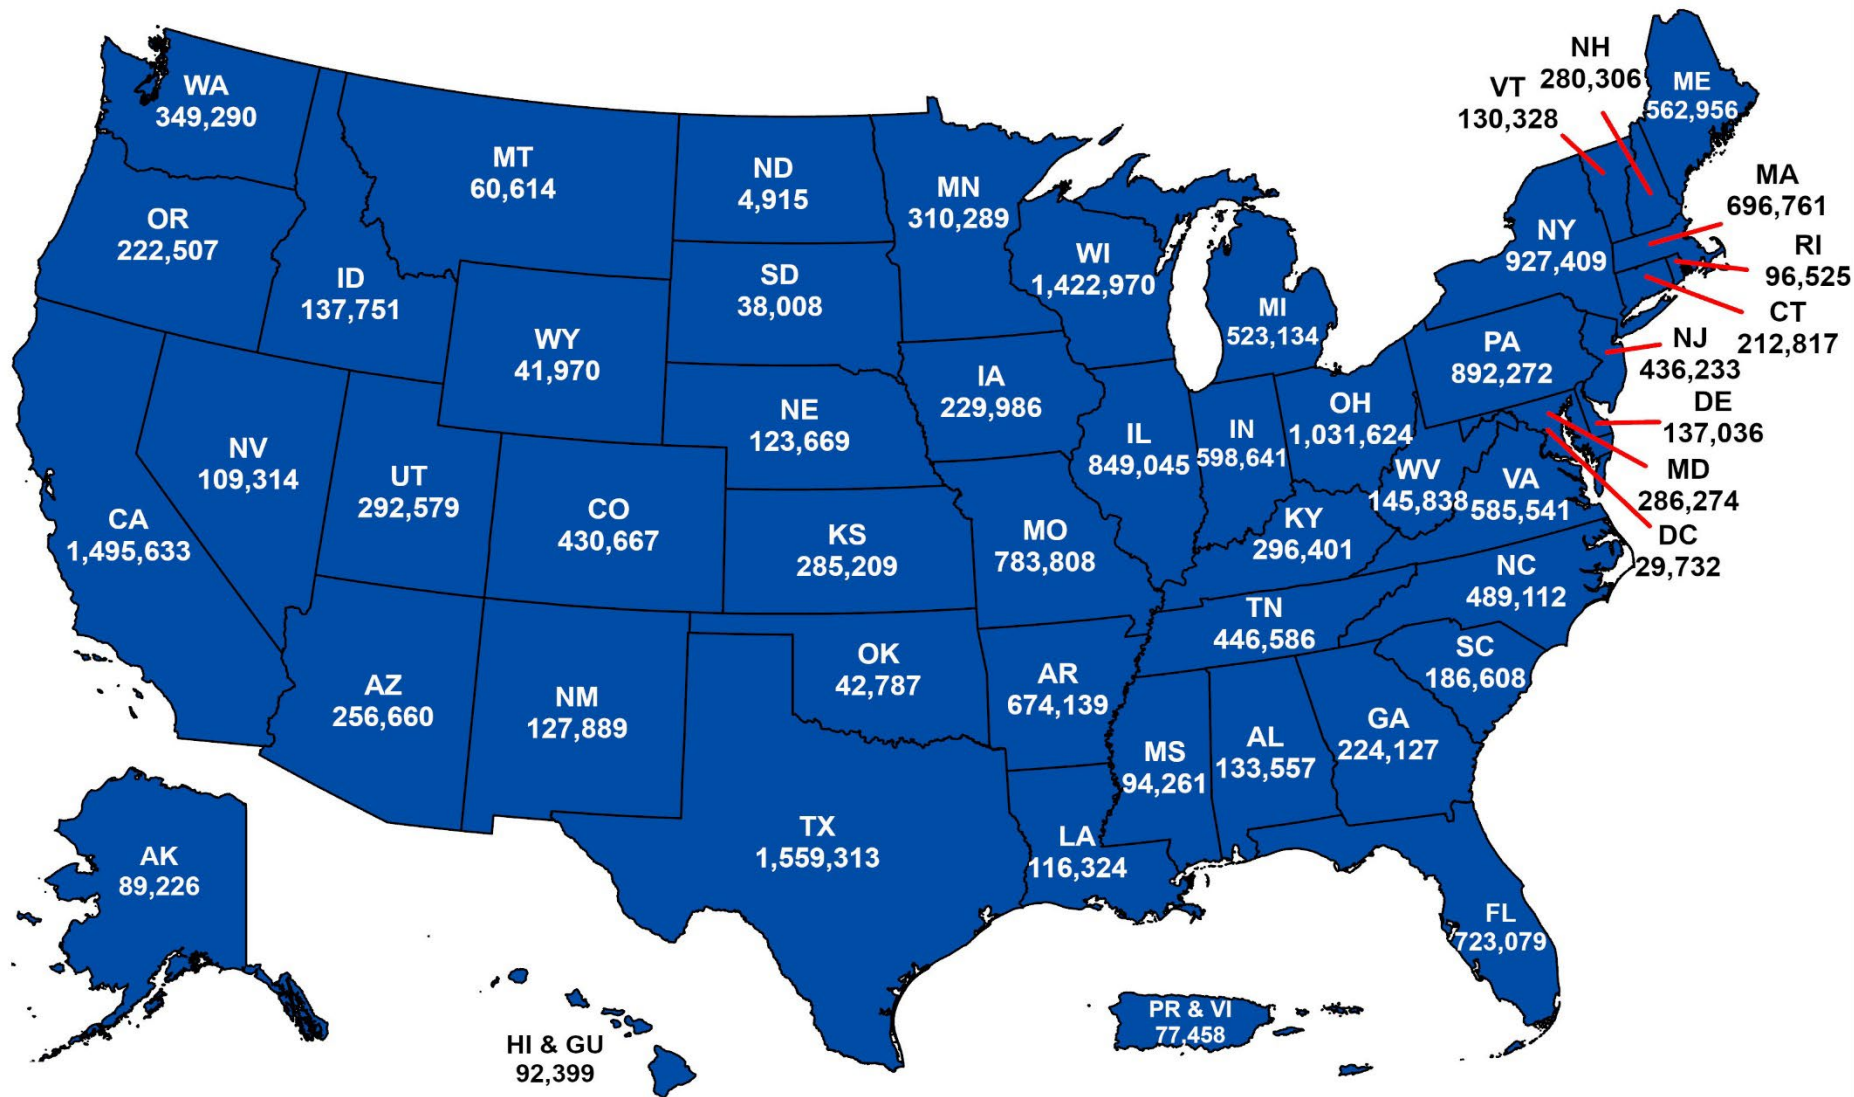 WA
349,290
MT
60,614
ND
4,915
MN
310,289
OR
222,507
ID
137,751
SD
38,008
WI
1,422,970
MI
523,134
NY
927,409
VT
130,328
NH
280,306
ME
562,956
MA
696,761
RI
96,525
CT
212,817
NJ
436,233
DE
137,036
MD
286,274
DC
29,732
WY
41,970
IA
229,986
PA
892,272
NE
123,669
NV
109,314
UT
292,579
CA
1,495,633
CO
430,667
KS
285,209
MO
783,808
IL
849,045
IN
598,641
OH
1,031,624
WV
145,838
VA
585,541
KY
296,401
NC
489,112
TN
446,586
SC
186,608
AZ
256,660
NM
127,889
OK
42,787
AR
674,139
MS
94,261
AL
133,557
GA
224,127
TX
1,559,313
LA
116,324
FL
723,079
AK
89,226
HI & GU
92,399
PR & VI
77,458